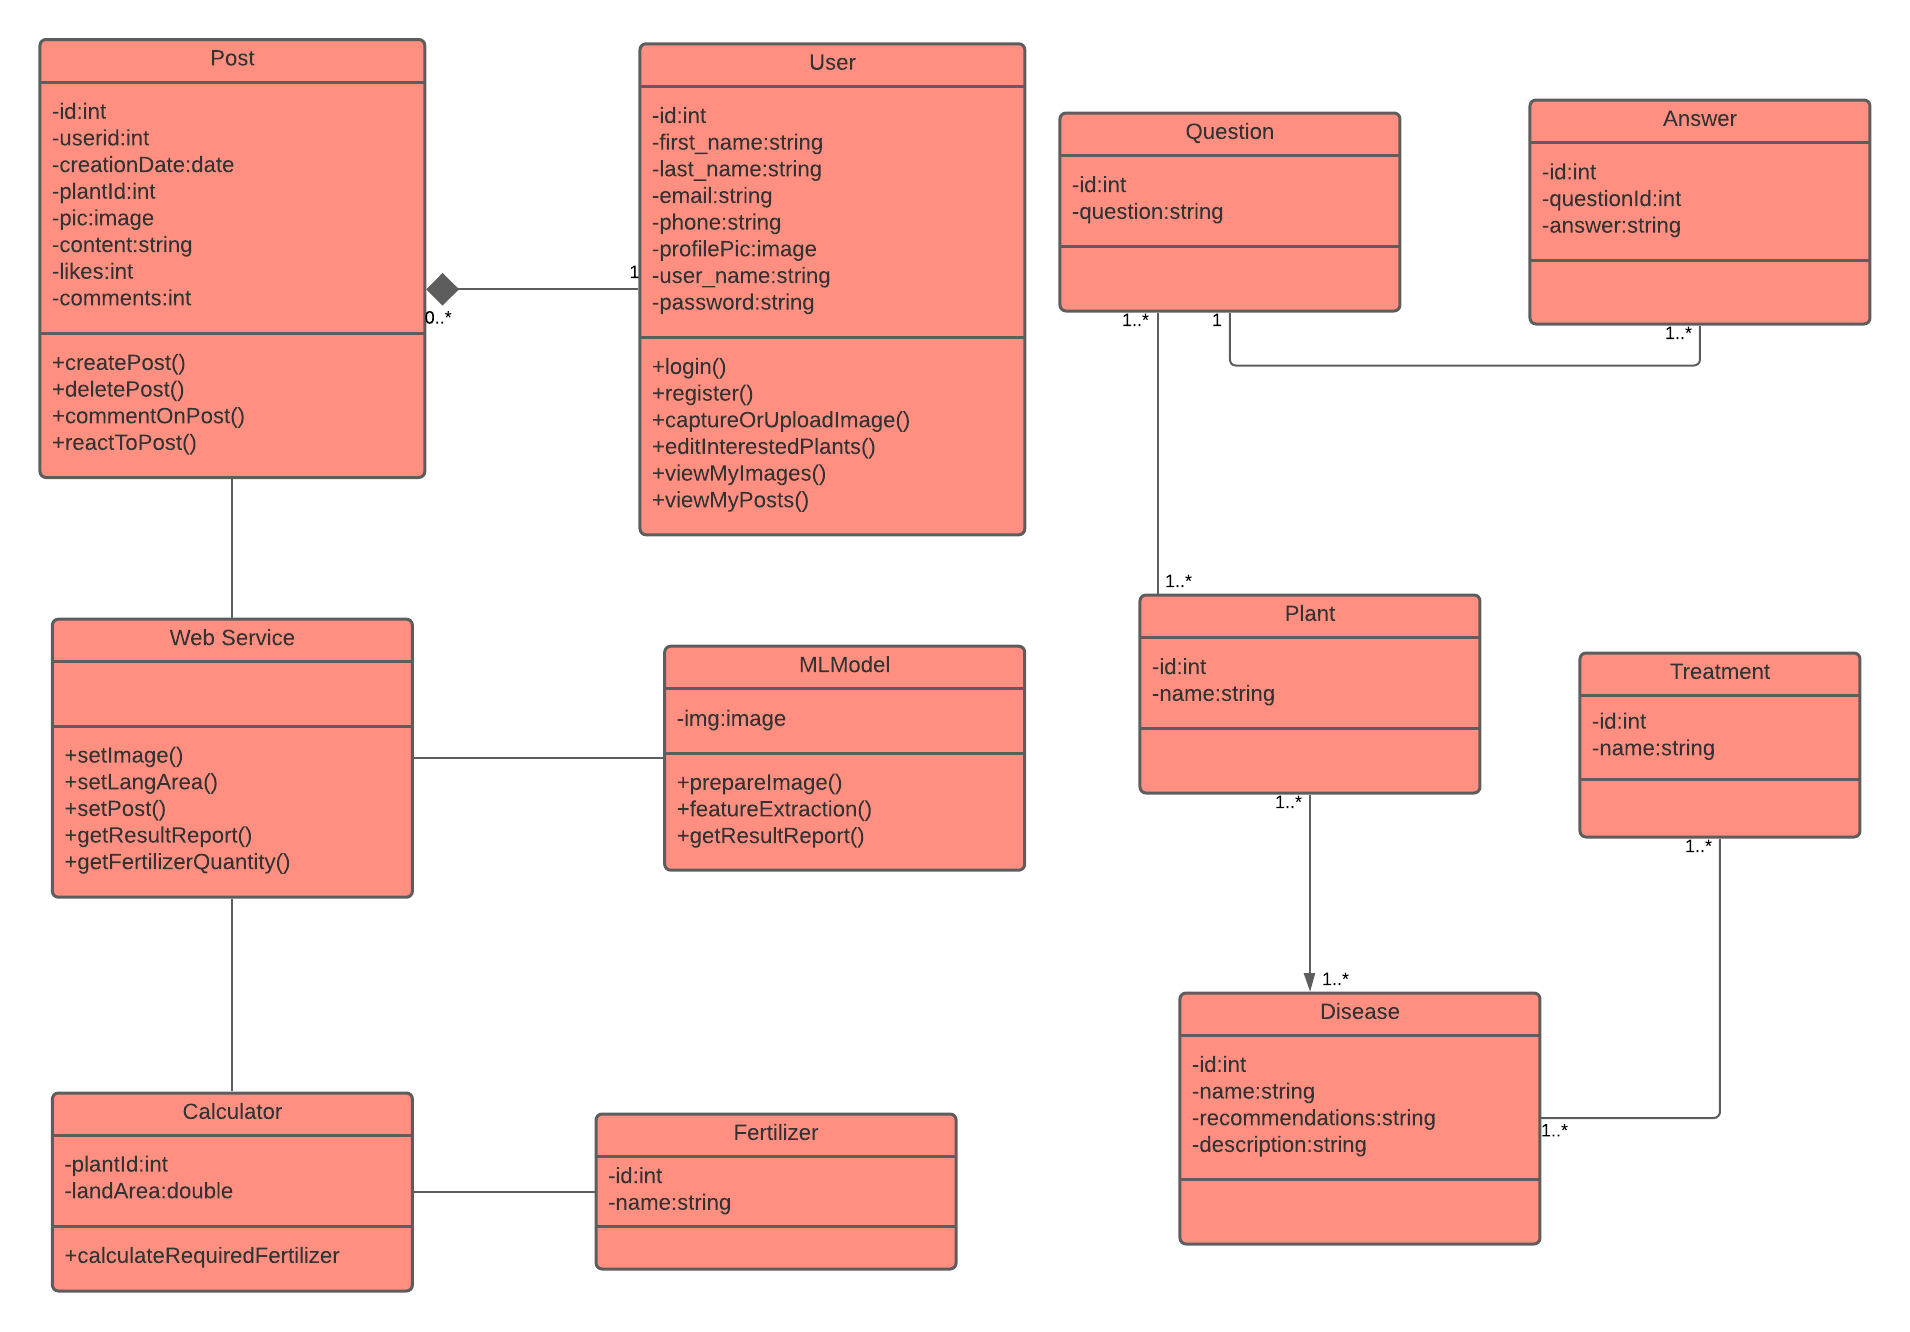 Post
-id:int
-userid:int
-creationDate:date
-plantId:int
-pic:image
-content:string
-likes:int
-comments:int
+createPost()
+deletePost()
+commentOnPost()
+reactToPost()
0..*
1
User
-id:int
-first_name:string
-last_name:string
-email:string
-phone:string
-profilePic:image
-user_name:string
-password:string
+login()
+register()
+captureOrUploadImage()
+editInterestedPlants()
+viewMyImages()
+viewMyPosts()
Question
-id:int
-question:string
1..*
1
Answer
-id:int
-questionId:int
-answer:string
1..*
Web Service
+setImage()
+setLangArea()
+setPost()
+getResultReport()
+getFertilizerQuantity()
MLModel
-img:image
+prepareImage()
+featureExtraction()
+getResultReport()
1..*
Plant
-id:int
-name:string
1..*
Treatment
-id:int
-name:string
1..*
Calculator
-plantId:int
-landArea:double
+calculateRequiredFertilizer
Fertilizer
-id:int
-name:string
1..*
Disease
-id:int
-name:string
-recommendations:string
-description:string
1..*